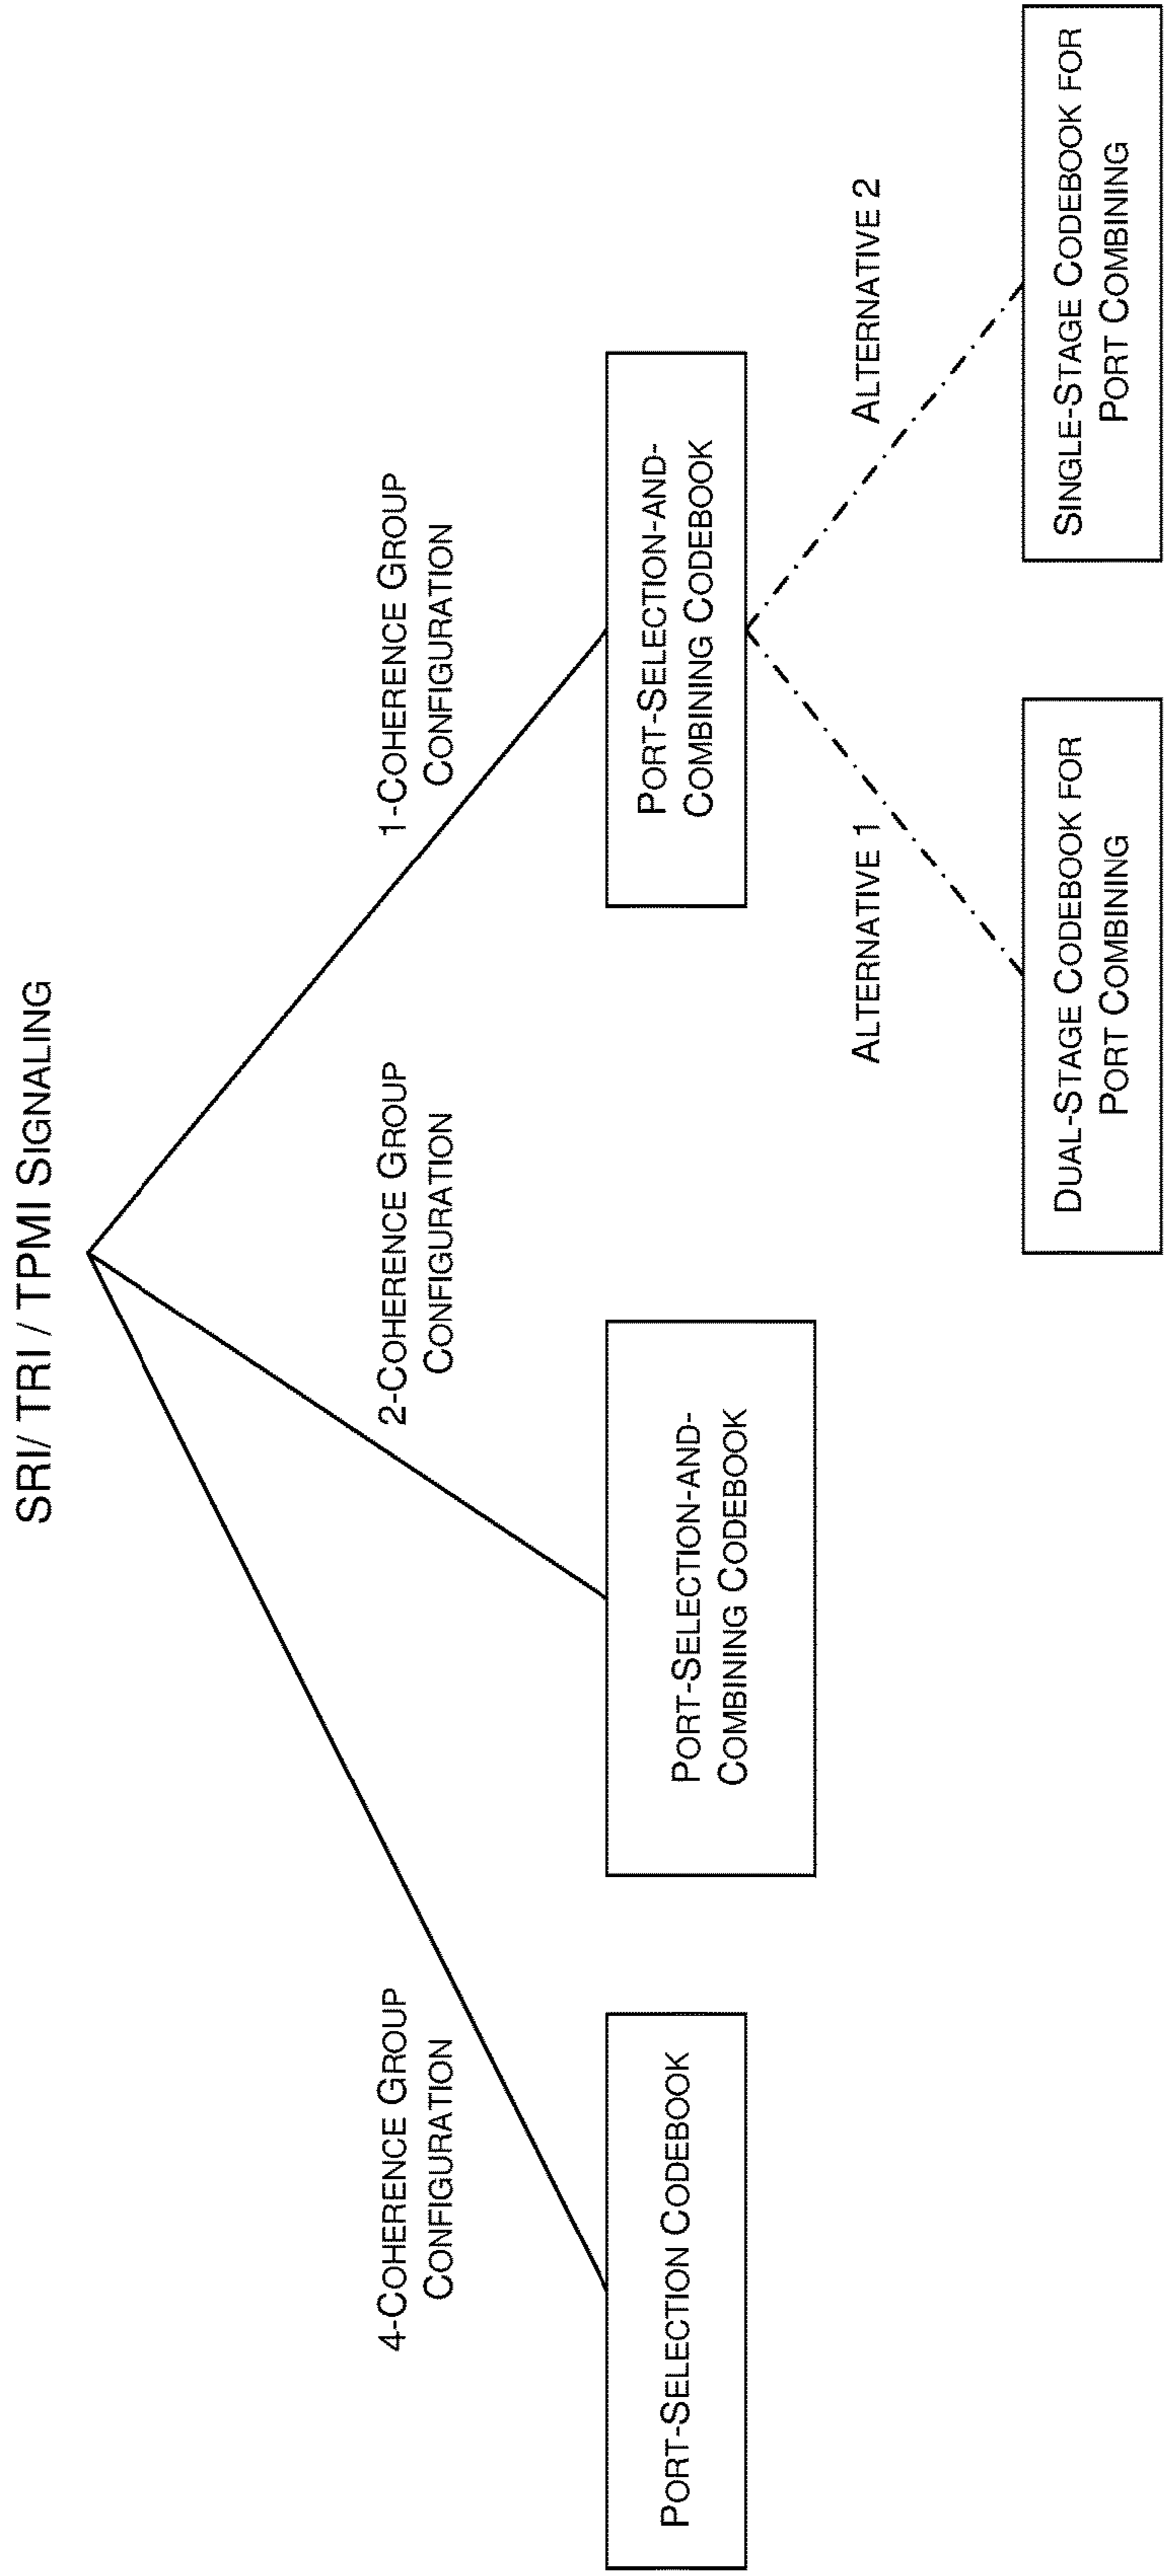 SRI/ TRI / TPMI SIGNALING
4-COHERENCE GROUP
CONFIGURATION
2-COHERENCE GROUP
CONFIGURATION
1-COHERENCE GROUP
CONFIGURATION
PORT-SELECTION CODEBOOK
PORT-SELECTION-AND-
COMBINING CODEBOOK
PORT-SELECTION-AND-
COMBINING CODEBOOK
ALTERNATIVE 1
ALTERNATIVE 2
DUAL-STAGE CODEBOOK FOR
PORT COMBINING
SINGLE-STAGE CODEBOOK FOR
PORT COMBINING